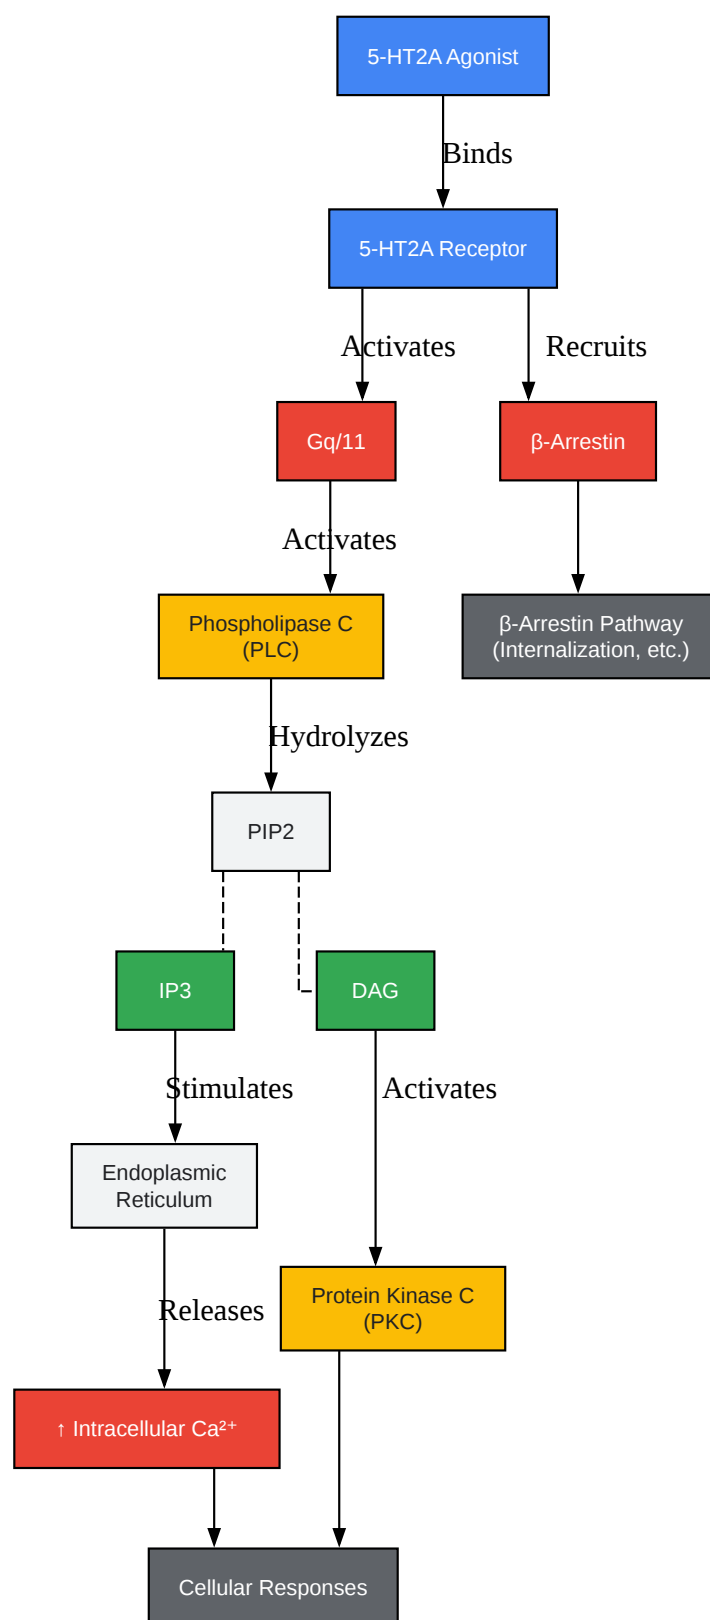 5-HT2A Agonist
Binds
5-HT2A Receptor
Activates
Recruits
Gq/11
β-Arrestin
Activates
Phospholipase C
(PLC)
β-Arrestin Pathway
(Internalization, etc.)
Hydrolyzes
PIP2
IP3
DAG
Stimulates
Activates
Endoplasmic
Reticulum
Releases
Protein Kinase C
(PKC)
↑ Intracellular Ca²⁺
Cellular Responses